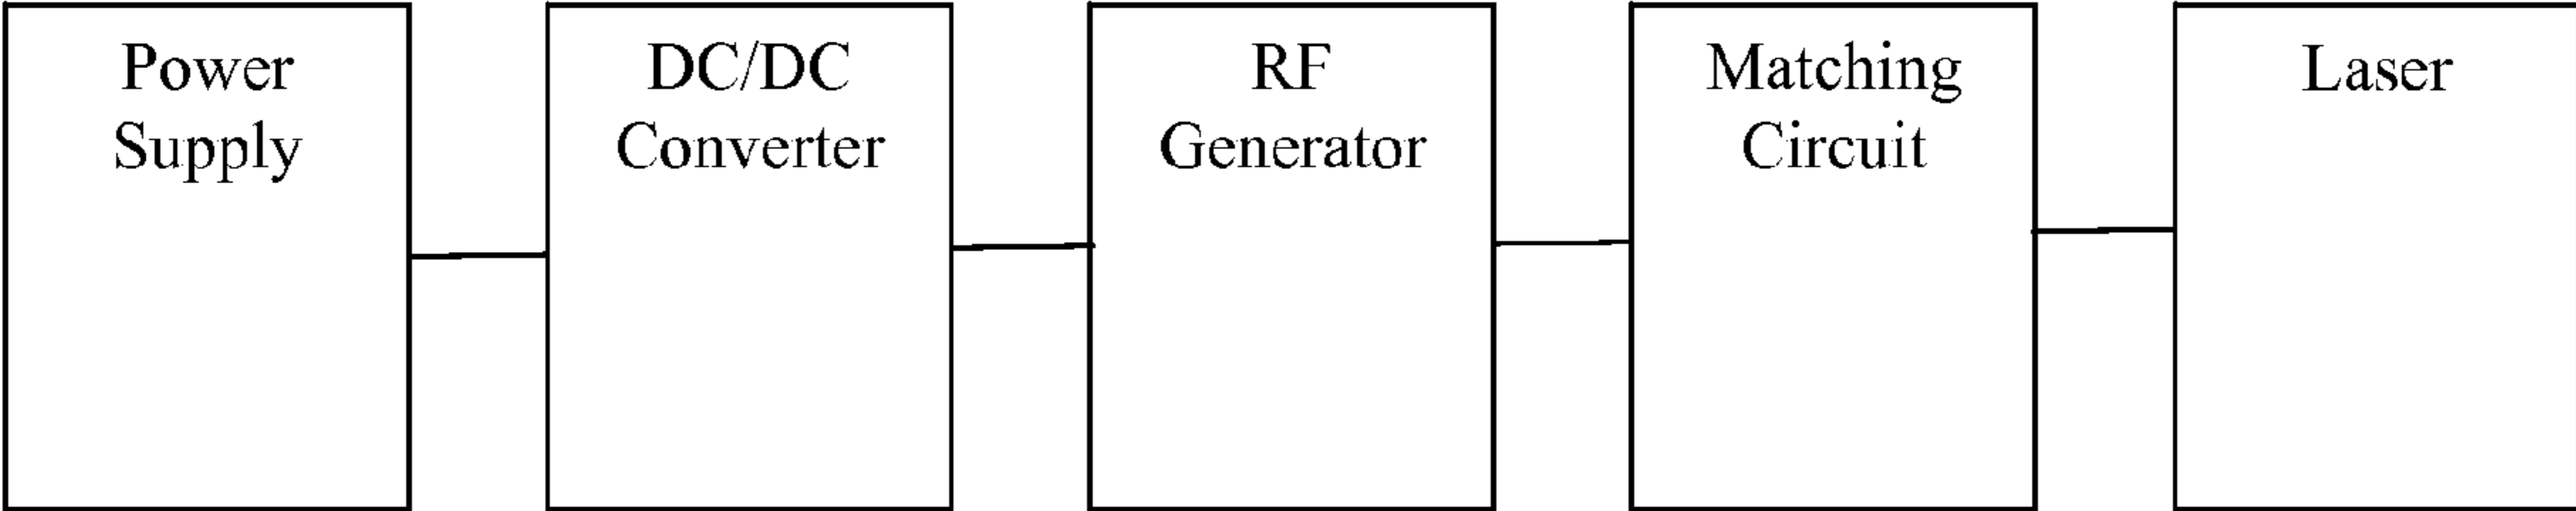 Power
Supply
DC/DC
Converter
RF
Generator
Matching
Circuit
Laser